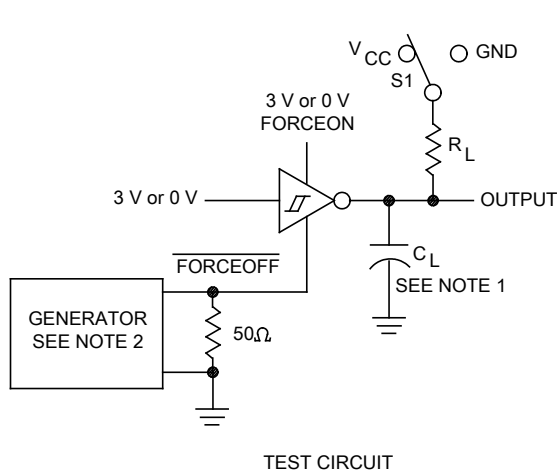 VCC
GND
S1
3 V or 0 V
FORCEON
RL
3 V or 0 V
OUTPUT
FORCEOFF
CL
SEE NOTE 1
GENERATOR
SEE NOTE 2
50Ω
TEST CIRCUIT